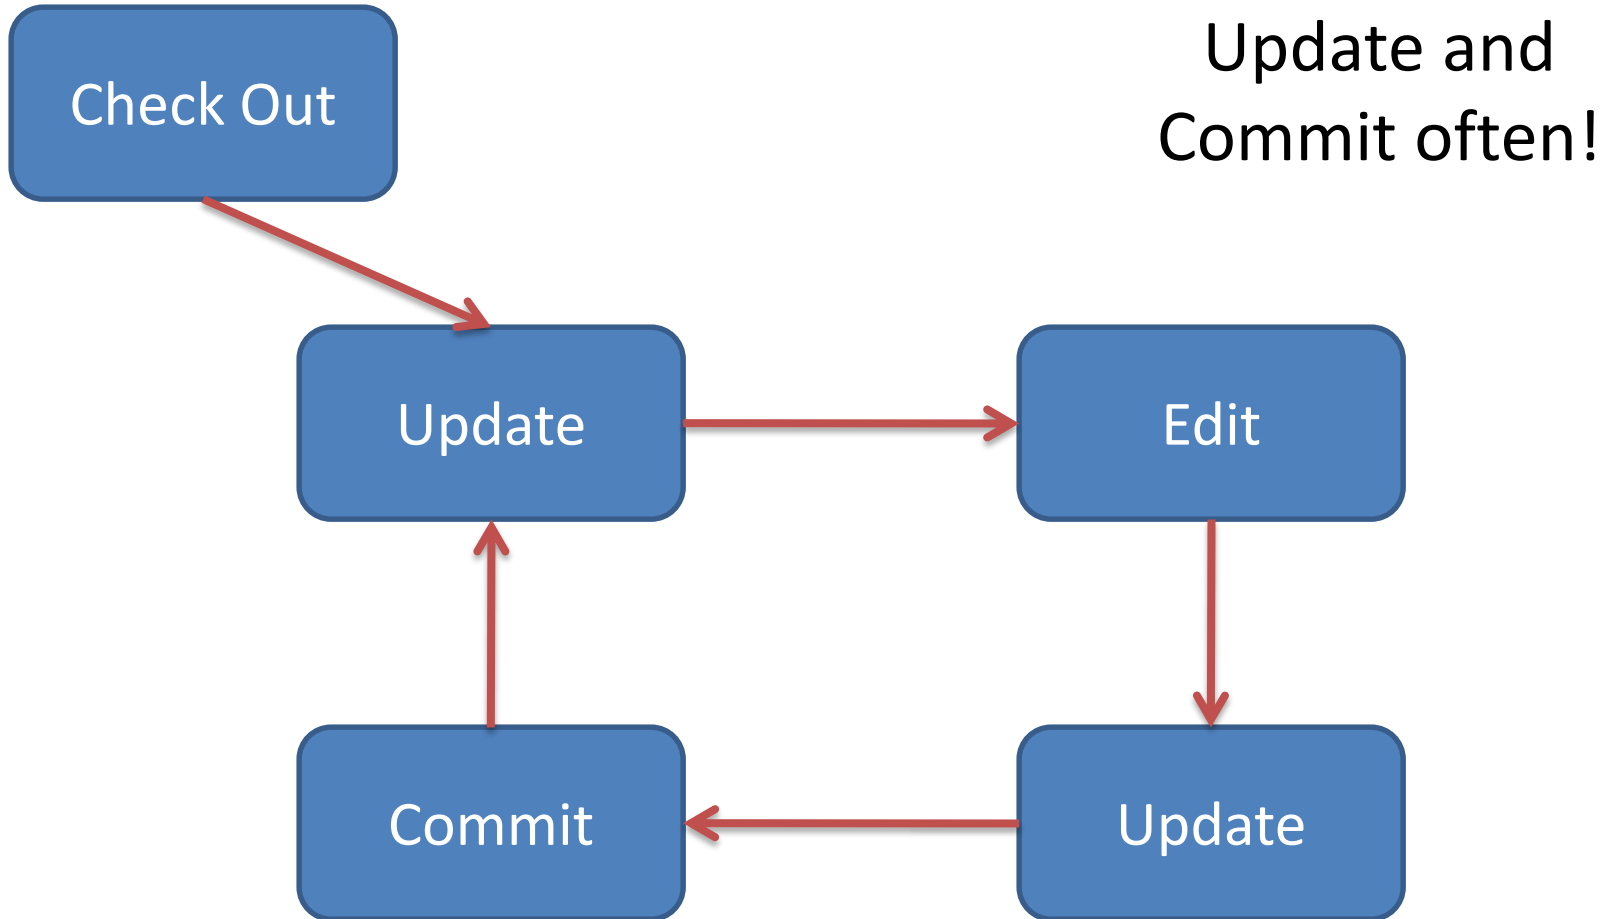 Check Out
Update and
Commit often!
Update
Edit
Commit
Update